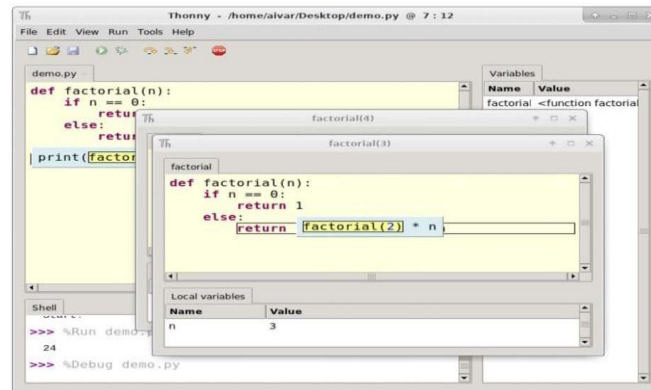 Thonny - /home/aivar/Desktop/demo.py @ 7:12
File Edit View Run Tools Help
demo.py
def factorial(n):
if n == 0:
retur
else:
retur
print(factor
Variables
Name Value
factorial <function factorial
factorial(4)
factorial(3)
factorial
def factorial(n):
if n == 0:
return 1
else:
return factorial(2) * n
Local variables
Name Value
n 3
Shell
>>> %Run demo.
24
>>> %Debug demo.py